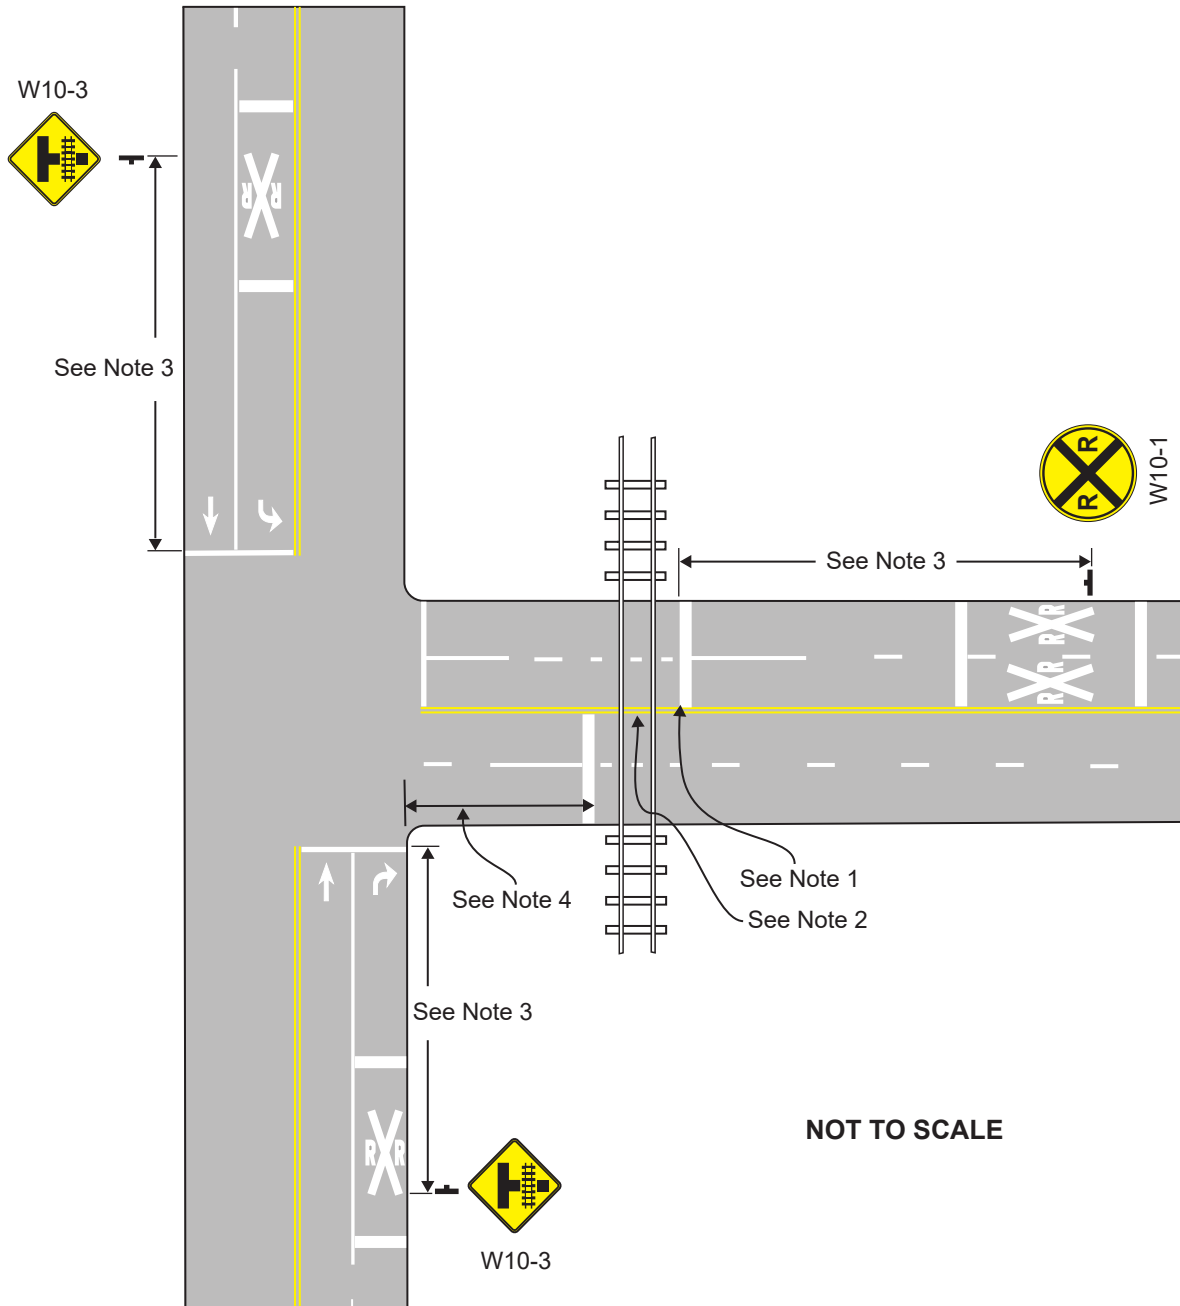 W10-3
R R
See Note 3
R R
W10-1
See Note 3
R R
R R
See Note 1
See Note 4
See Note 2
See Note 3
R R
NOT TO SCALE
W10-3